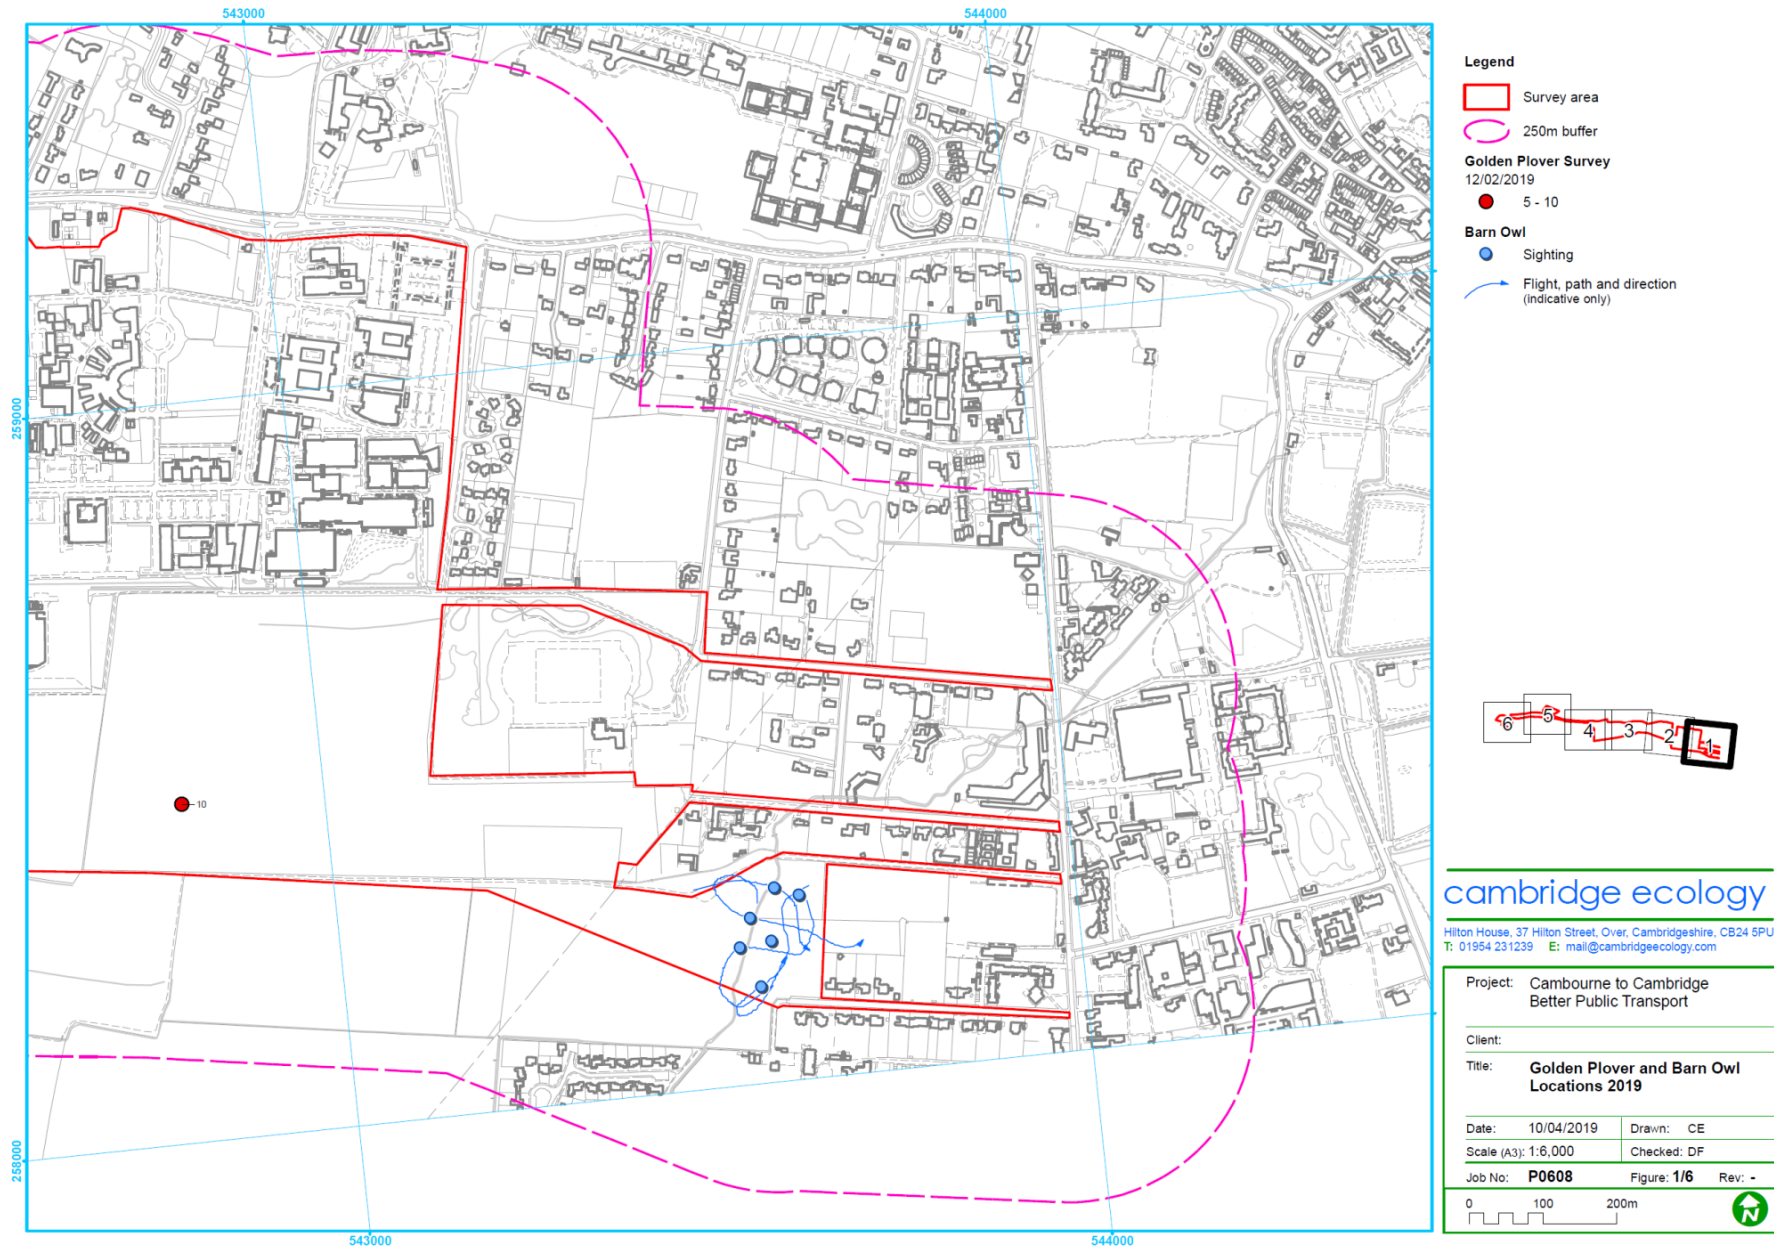 543000
544000
259000
258000
543000
544000
10
Legend
Survey area
250m buffer
Golden Plover Survey
12/02/2019
5 - 10
Barn Owl
Sighting
Flight, path and direction
(indicative only)
6
5
4
3
2
1
cambridge ecology
Hilton House, 37 Hilton Street, Over, Cambridgeshire, CB24 5PU
T: 01954 231239 E: mail@cambridgeecology.com
Project: Cambourne to Cambridge
Better Public Transport
Client:
Title: Golden Plover and Barn Owl
Locations 2019
Date: 10/04/2019 Drawn: CE
Scale (A3): 1:6,000 Checked: DF
Job No: P0608 Figure: 1/6 Rev: -
0 100 200m
N